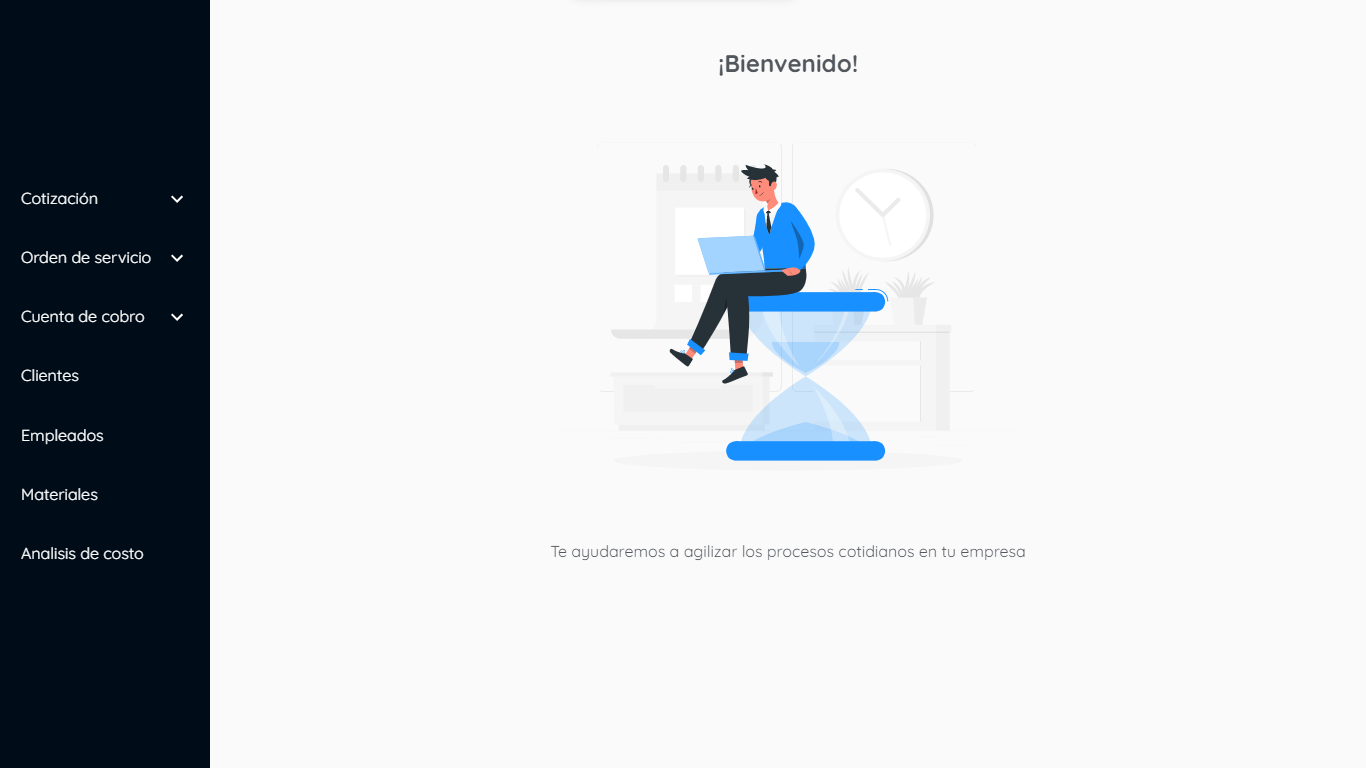 ¡Bienvenido!
Cotización
Orden de servicio
Cuenta de cobro
Clientes
Empleados
Materiales
Analisis de costo
Te ayudaremos a agilizar los procesos cotidianos en tu empresa